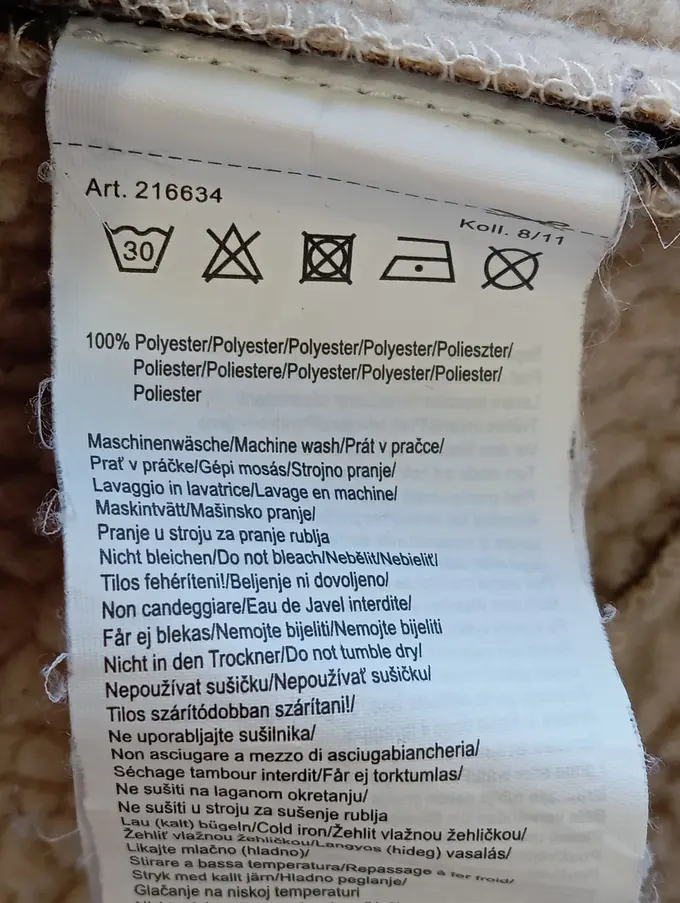 Art. 216634
Koll. 8/11
30
100% Polyester/Polyester/Polyester/Polyester/Polieszter/
Poliester/Poliestere/Polyester/Polyester/Poliester/
Poliester
Maschinenwäsche/Machine wash/Prát v pračce/
Prať v práčke/Gépi mosás/Strojno pranje/
Lavaggio in lavatrice/Lavage en machine/
Maskintvätt/Mašinsko pranje/
Pranje u stroju za pranje rublja
Nicht bleichen/Do not bleach/Nebělit/Nebieliť/
Tilos fehéríteni!/Beljenje ni dovoljeno/
Non candeggiare/Eau de Javel interdite/
Får ej blekas/Nemojte bijeliti/Nemojte bijeliti
Nicht in den Trockner/Do not tumble dry/
Nepoužívat sušičku/Nepoužívať sušičku/
Tilos szárítódobban szárítani!/
Ne uporabljajte sušilnika/
Non asciugare a mezzo di asciugabiancheria/
Séchage tambour interdit/Får ej torktumlas/
Ne sušiti na laganom okretanju/
Ne sušiti u stroju za sušenje rublja
Lau (kalt) bügeln/Cold iron/Žehlit vlažnou žehličkou/
Žehliť vlažnou žehličkou/Langyos (hideg) vasalás/
Likajte mlačno (hladno)/
Stirare a bassa temperatura/Repassage à fer froid/
Stryk med kallt järn/Hladno peglanje/
Glačanje na niskoj temperaturi